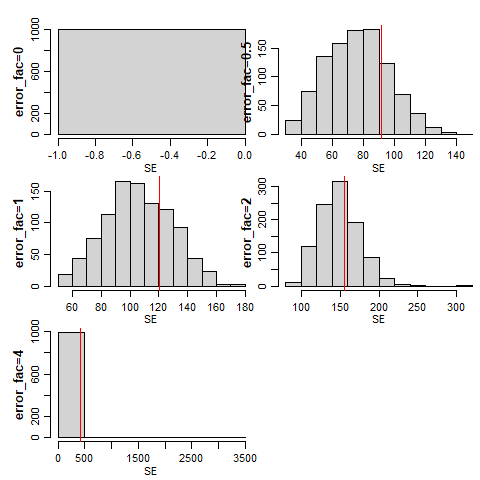 error_fac=0
0 200 600 1000
-1.0 -0.8 -0.6 -0.4 -0.2 0.0
SE
error_fac=0.5
0 50 150
40 60 80 100 120 140
SE
error_fac=1
0 50 100 150
60 80 100 120 140 160 180
SE
error_fac=2
0 100 200 300
100 150 200 250 300
SE
error_fac=4
0 200 600 1000
0 500 1500 2500 3500
SE